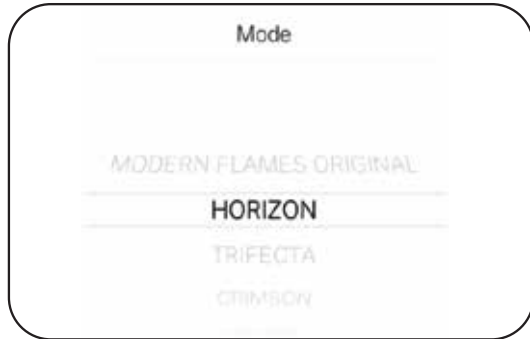 Mode
MODERN FLAMES ORIGINAL
HORIZON
TRIFECTA
CRIMSON